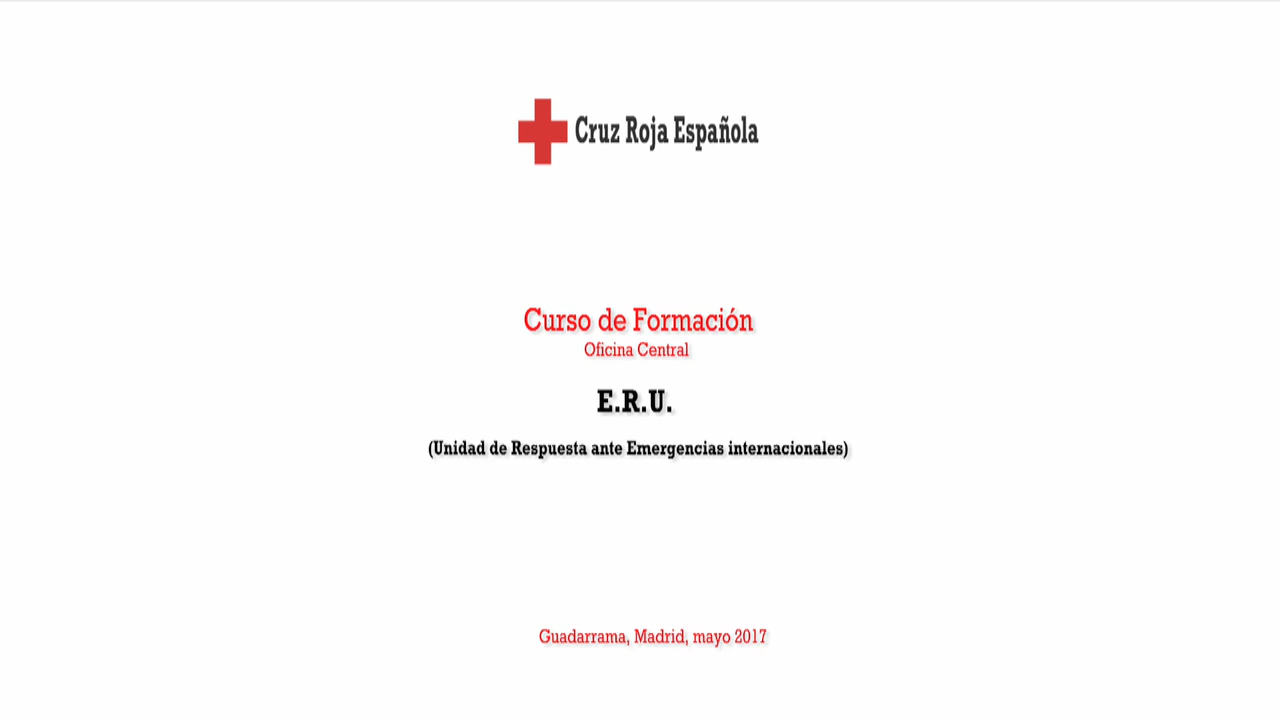 Cruz Roja Española
Curso de Formación
Oficina Central
E.R.U.
(Unidad de Respuesta ante Emergencias internacionales)
Guadarrama, Madrid, mayo 2017